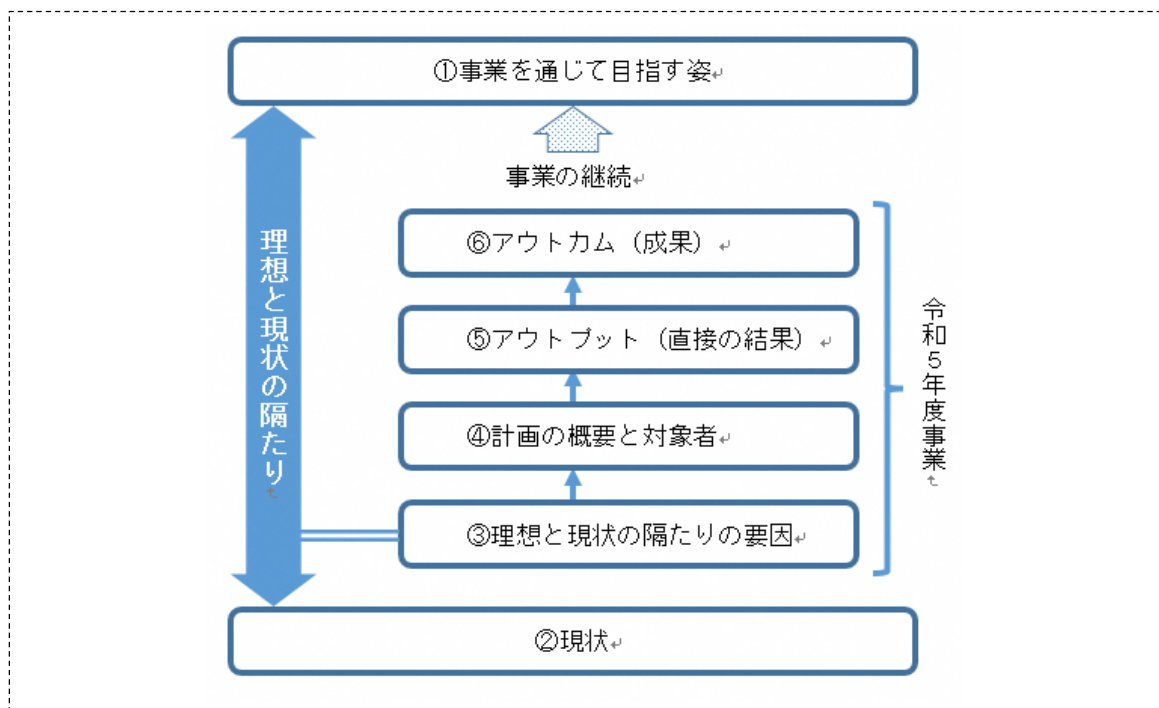 ①事業を通じて目指す姿↵
事業の継続↵
理想と現状の隔たり↵
⑥アウトカム（成果）↵
⑤アウトプット（直接の結果）↵
④計画の概要と対象者↵
③理想と現状の隔たりの要因↵
令和５年度事業↵
②現状↵